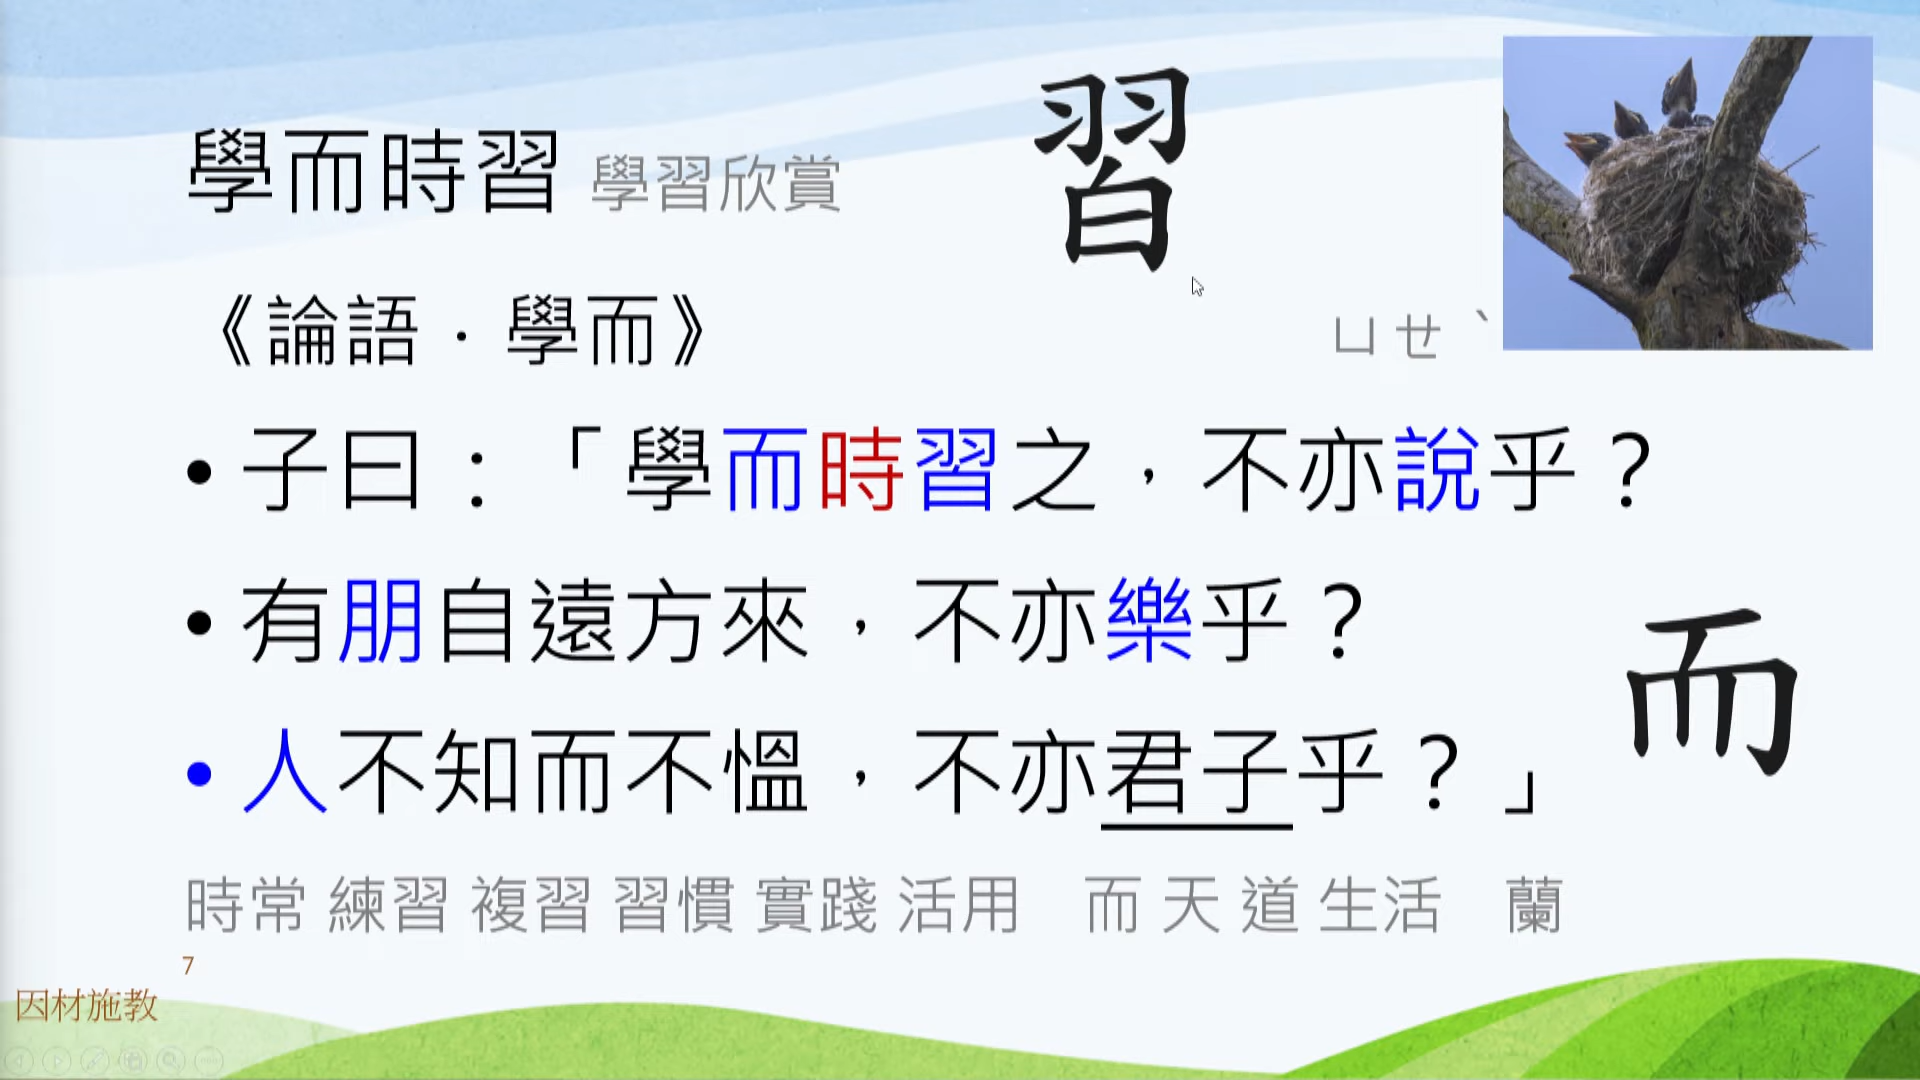 習
學而時習 學習欣賞
《論語．學而》
ㄩㄝˋ
•子曰：「學而時習之，不亦說乎？
•有朋自遠方來，不亦樂乎？
而
•人不知而不慍，不亦君子乎？」
時常 練習 複習 習慣 實踐 活用 而 天 道 生活 蘭
7
因材施教